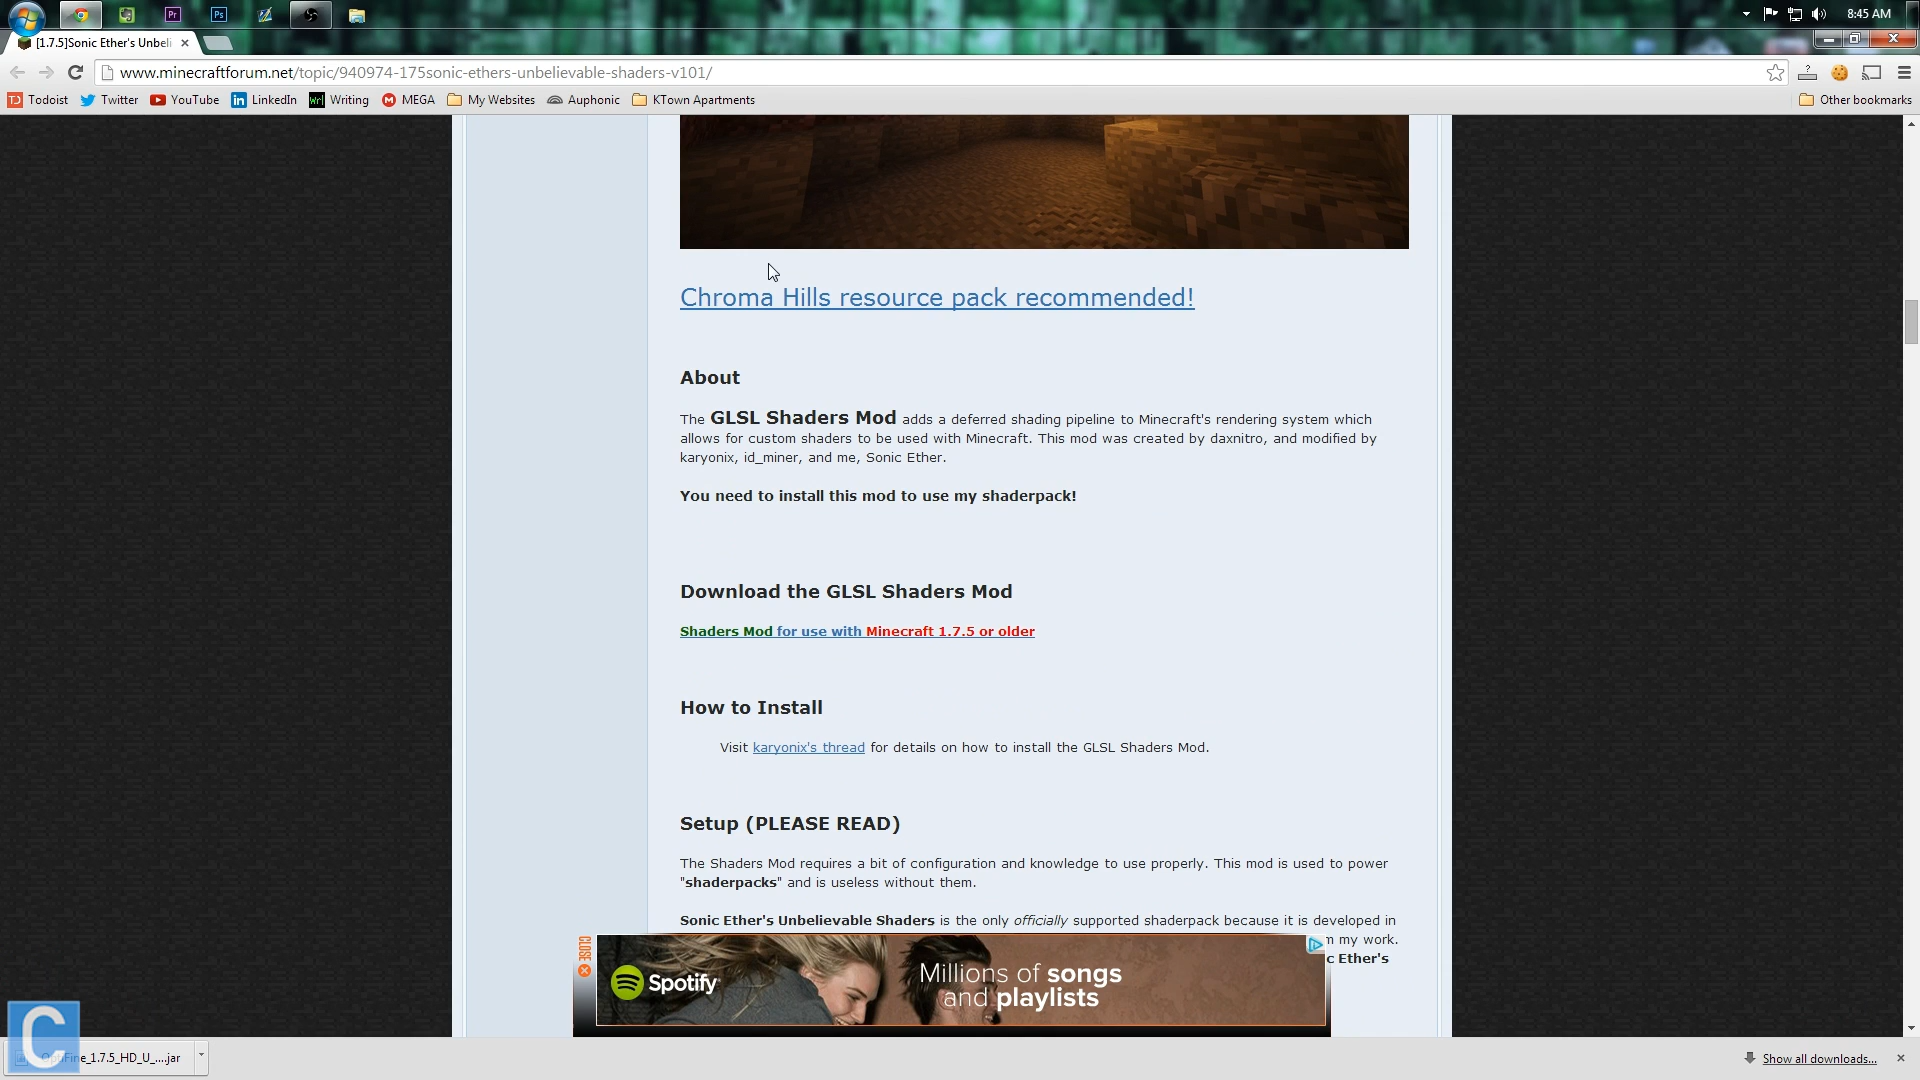 Pr
Ps
8:45 AM
[1.7.5]Sonic Ether's Unbeli
www.minecraftforum.net/topic/940974-175sonic-ethers-unbelievable-shaders-v101/
Todoist
Twitter
YouTube
in LinkedIn
Writing
MEGA
My Websites
Auphonic
KTown Apartments
Other bookmarks
Chroma Hills resource pack recommended!
About
The GLSL Shaders Mod adds a deferred shading pipeline to Minecraft's rendering system which
allows for custom shaders to be used with Minecraft. This mod was created by daxnitro, and modified by
karyonix, id_miner, and me, Sonic Ether.
You need to install this mod to use my shaderpack!
Download the GLSL Shaders Mod
Shaders Mod for use with Minecraft 1.7.5 or older
How to Install
Visit karyonix's thread for details on how to install the GLSL Shaders Mod.
Setup (PLEASE READ)
The Shaders Mod requires a bit of configuration and knowledge to use properly. This mod is used to power
"shaderpacks" and is useless without them.
Sonic Ether's Unbelievable Shaders is the only officially supported shaderpack because it is developed in
my work.
Ether's
CLOSE
Spotify
Millions of songs
and playlists
C
OptiFine_1.7.5_HD_U_....jar
Show all downloads...